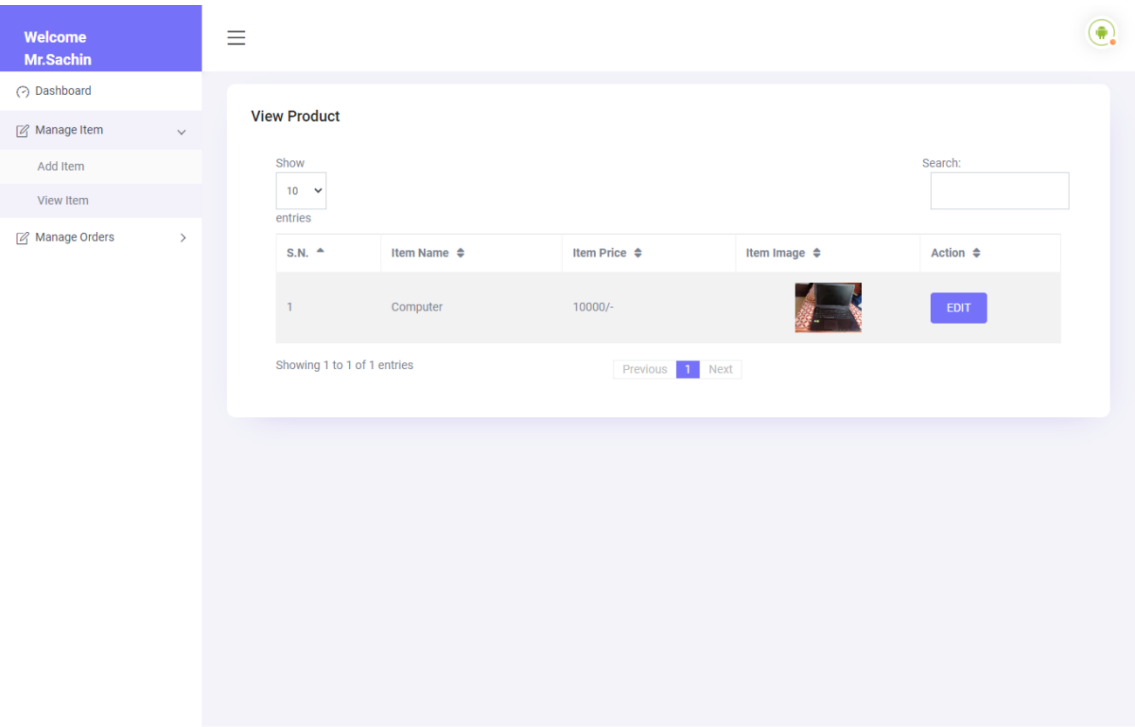 Welcome
Mr.Sachin
Dashboard
Manage Item
Add Item
View Item
Manage Orders
View Product
Show
10
entries
Search:
S.N. Item Name Item Price Item Image Action
1 Computer 10000/- EDIT
Showing 1 to 1 of 1 entries
Previous 1 Next